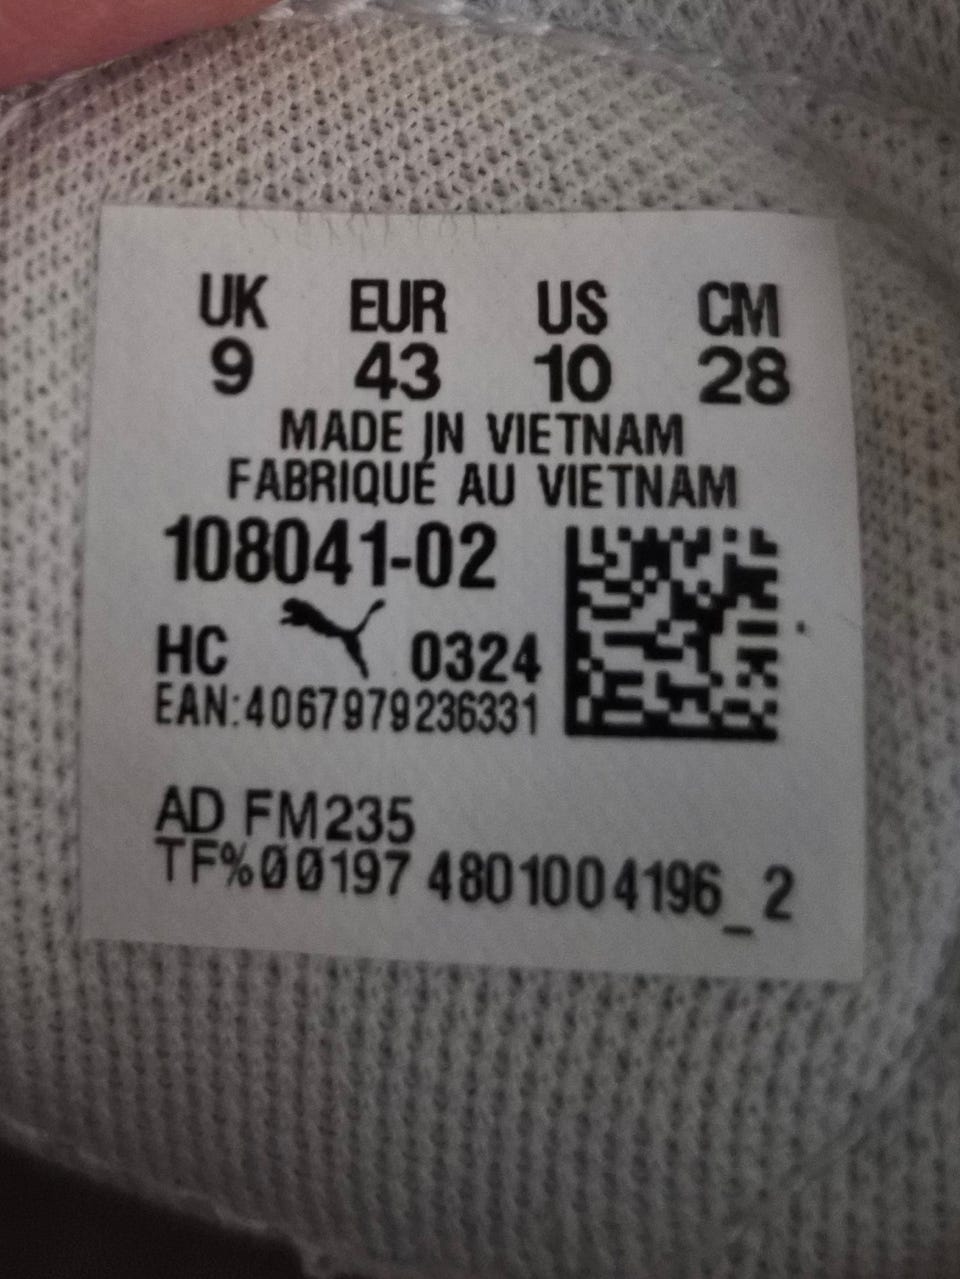 UK EUR US CM
9 43 10 28
MADE IN VIETNAM
FABRIQUÉ AU VIETNAM
108041-02
HC 0324
EAN:4067979236331
AD FM235
TF%00197 4801004196_2